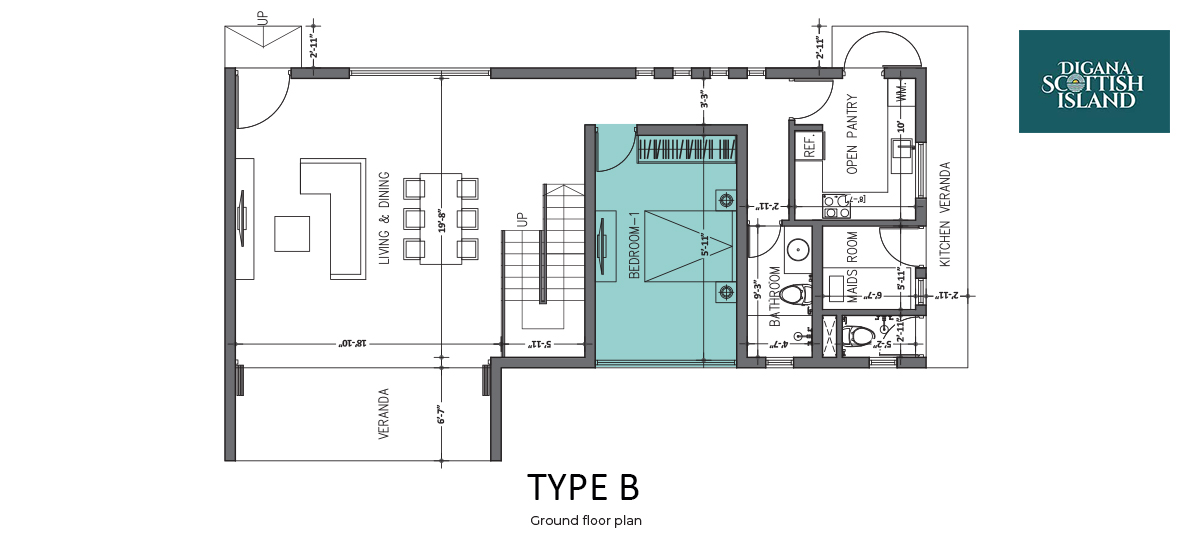 UP
2'-11"
2'-11"
DIGANA
SCOTTISH
ISLAND
3'-3"
WM.
10'
OPEN PANTRY
REF.
[8'-7"]
LIVING & DINING
19'-8"
UP
BEDROOM-1
5'-11"
2'-11"
KITCHEN VERANDA
BATHROOM
9'-3"
MAIDS ROOM
5'-11"
6'-7"
2'-11"
18'-10"
5'-11"
4'-7"
5'-2"
2'-11"
VERANDA
6'-7"
TYPE B
Ground floor plan